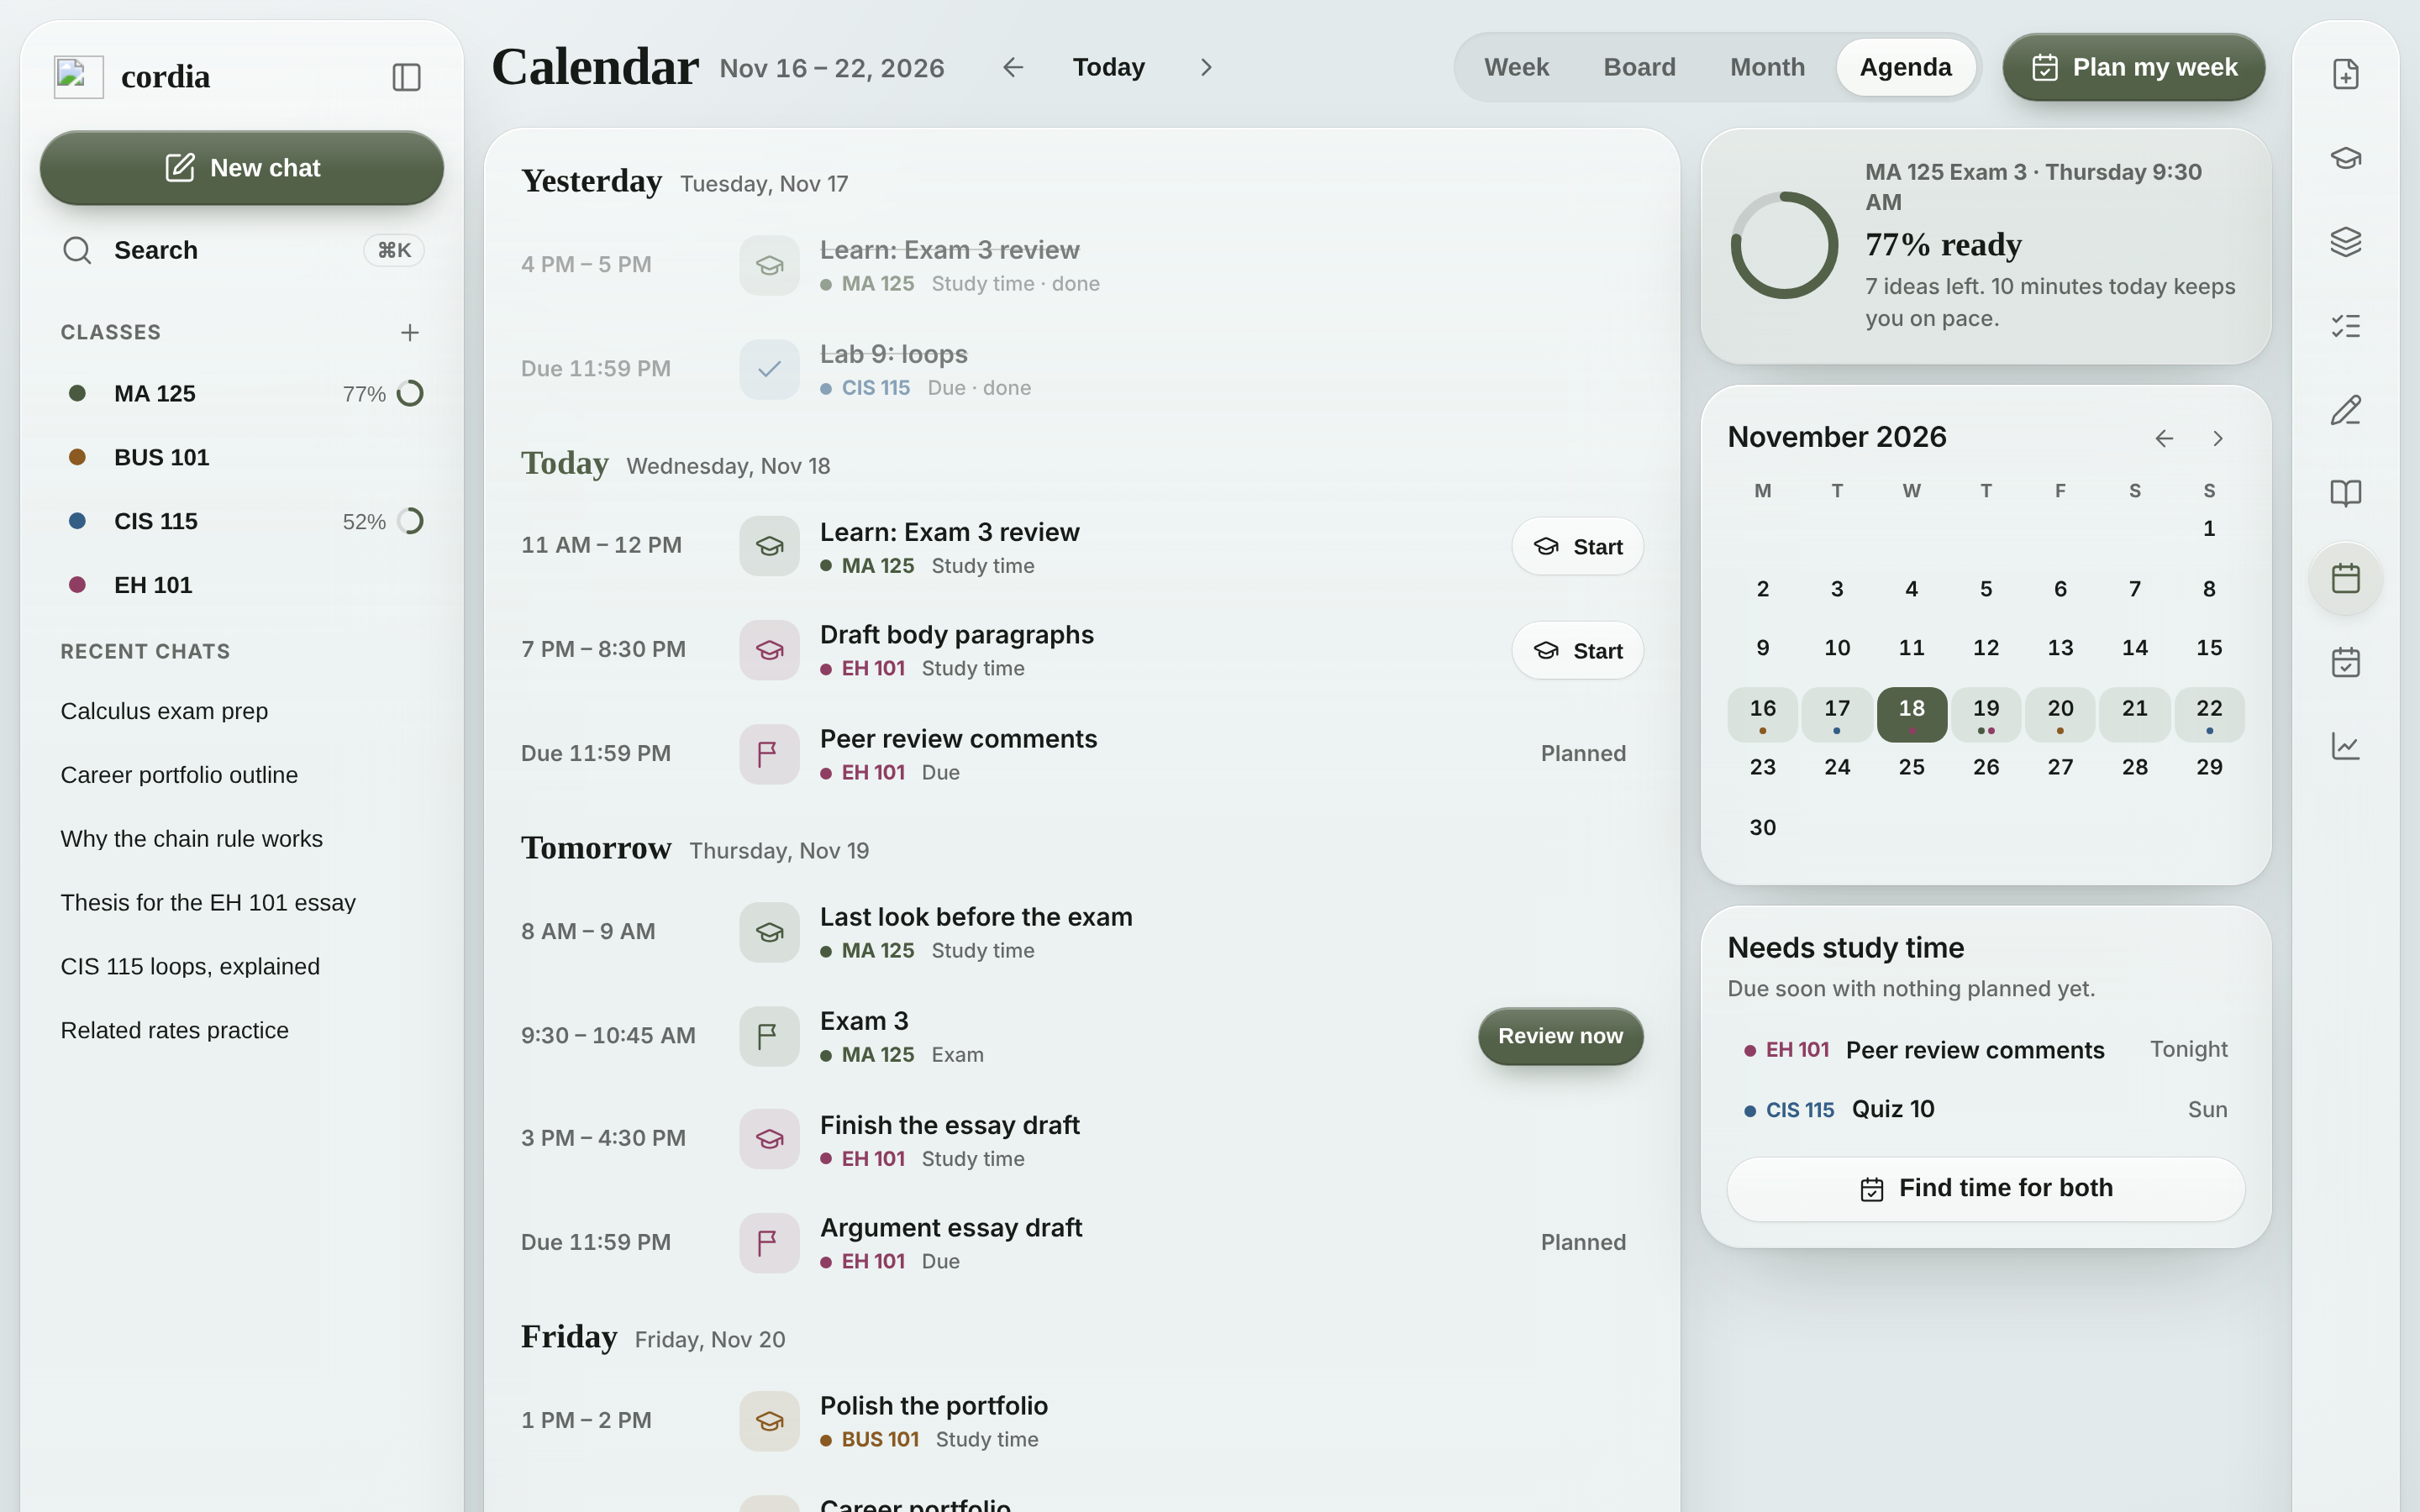 cordia
New chat
Search ⌘K
CLASSES
MA 125 77%
BUS 101
CIS 115 52%
EH 101
RECENT CHATS
Calculus exam prep
Career portfolio outline
Why the chain rule works
Thesis for the EH 101 essay
CIS 115 loops, explained
Related rates practice
Calendar Nov 16 – 22, 2026 Today
Week Board Month Agenda Plan my week
Yesterday Tuesday, Nov 17
4 PM – 5 PM
Learn: Exam 3 review
MA 125 Study time · done
Due 11:59 PM
Lab 9: loops
CIS 115 Due · done
Today Wednesday, Nov 18
11 AM – 12 PM
Learn: Exam 3 review
MA 125 Study time
Start
7 PM – 8:30 PM
Draft body paragraphs
EH 101 Study time
Start
Due 11:59 PM
Peer review comments
EH 101 Due
Planned
Tomorrow Thursday, Nov 19
8 AM – 9 AM
Last look before the exam
MA 125 Study time
9:30 – 10:45 AM
Exam 3
MA 125 Exam
Review now
3 PM – 4:30 PM
Finish the essay draft
EH 101 Study time
Due 11:59 PM
Argument essay draft
EH 101 Due
Planned
Friday Friday, Nov 20
1 PM – 2 PM
Polish the portfolio
BUS 101 Study time
Career portfolio
MA 125 Exam 3 · Thursday 9:30
AM
77% ready
7 ideas left. 10 minutes today keeps
you on pace.
November 2026
M T W T F S S
1
2 3 4 5 6 7 8
9 10 11 12 13 14 15
16 17 18 19 20 21 22
23 24 25 26 27 28 29
30
Needs study time
Due soon with nothing planned yet.
EH 101 Peer review comments Tonight
CIS 115 Quiz 10 Sun
Find time for both